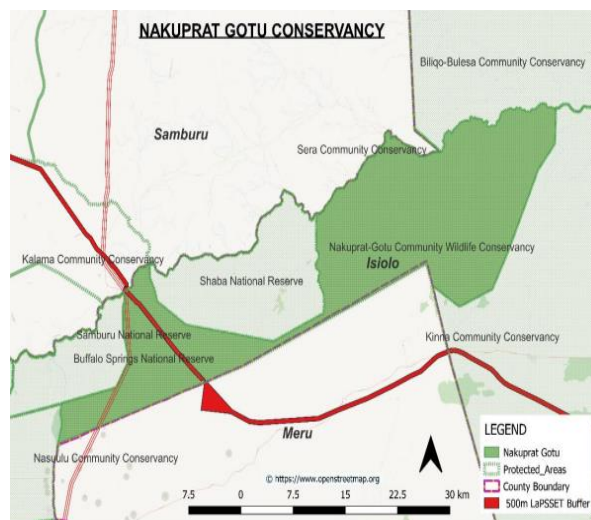 NAKUPRAT GOTU CONSERVANCY
Biliqo-Bulesa Community Conservancy
Samburu
Sera Community Conservancy
Nakuprat-Gotu Community Wildlife Conservancy
Kalama Community Conservancy
Isiolo
Shaba National Reserve
Samburu National Reserve
Kinna Community Conservancy
Buffalo Springs National Reserve
Meru
Nasuulu Community Conservancy
LEGEND
Nakuprat Gotu
Protected_Areas
County Boundary
500m LaPSSET Buffer
© https://www.openstreetmap.org
7.5 0 7.5 15 22.5 30 km